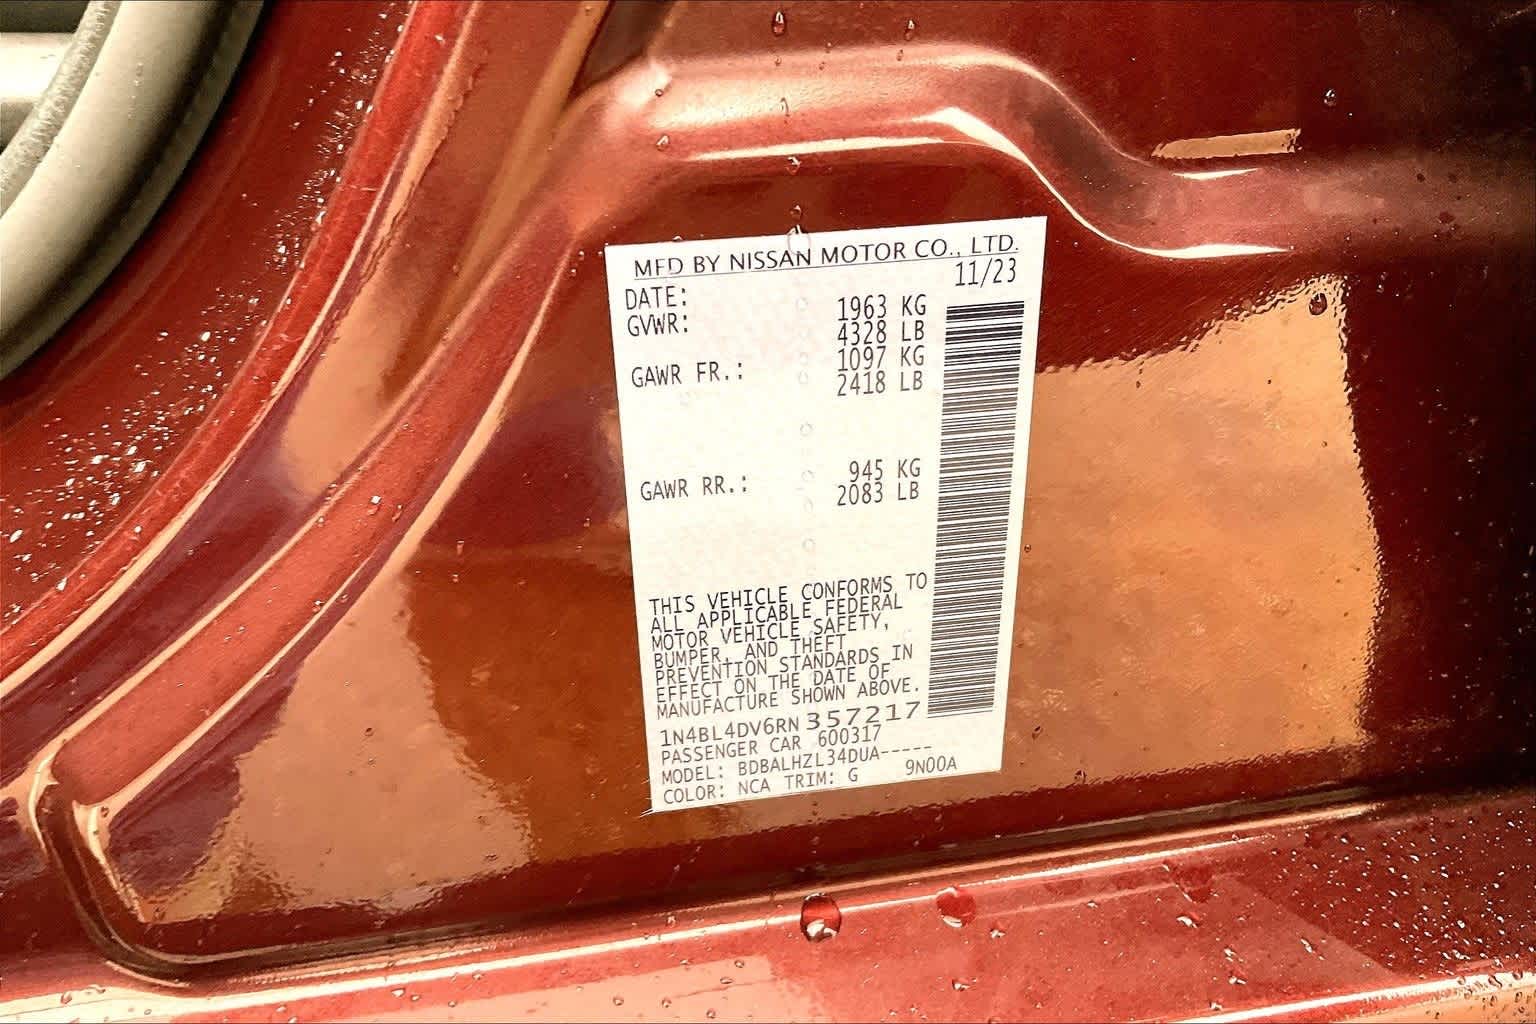 MFD BY NISSAN MOTOR CO., LTD.
DATE: 11/23
GVWR: 1963 KG
4328 LB
GAWR FR.: 1097 KG
2418 LB
GAWR RR.: 945 KG
2083 LB
THIS VEHICLE CONFORMS TO
ALL APPLICABLE FEDERAL
MOTOR VEHICLE SAFETY,
BUMPER, AND THEFT
PREVENTION STANDARDS IN
EFFECT ON THE DATE OF
MANUFACTURE SHOWN ABOVE.
1N4BL4DV6RN357217
PASSENGER CAR 600317
MODEL: BDBALHZL34DUA-----
COLOR: NCA TRIM: G 9N00A